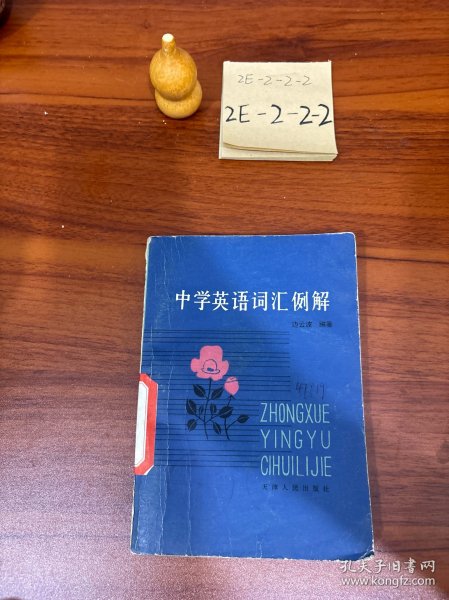 2E-2-2-2
2E-2-2-2
中学英语词汇例解
边云波 编著
ZHONGXUE
YINGYU
CIHUILIJIE
天津人民出版社
孔夫子旧书网
www.kongfz.com